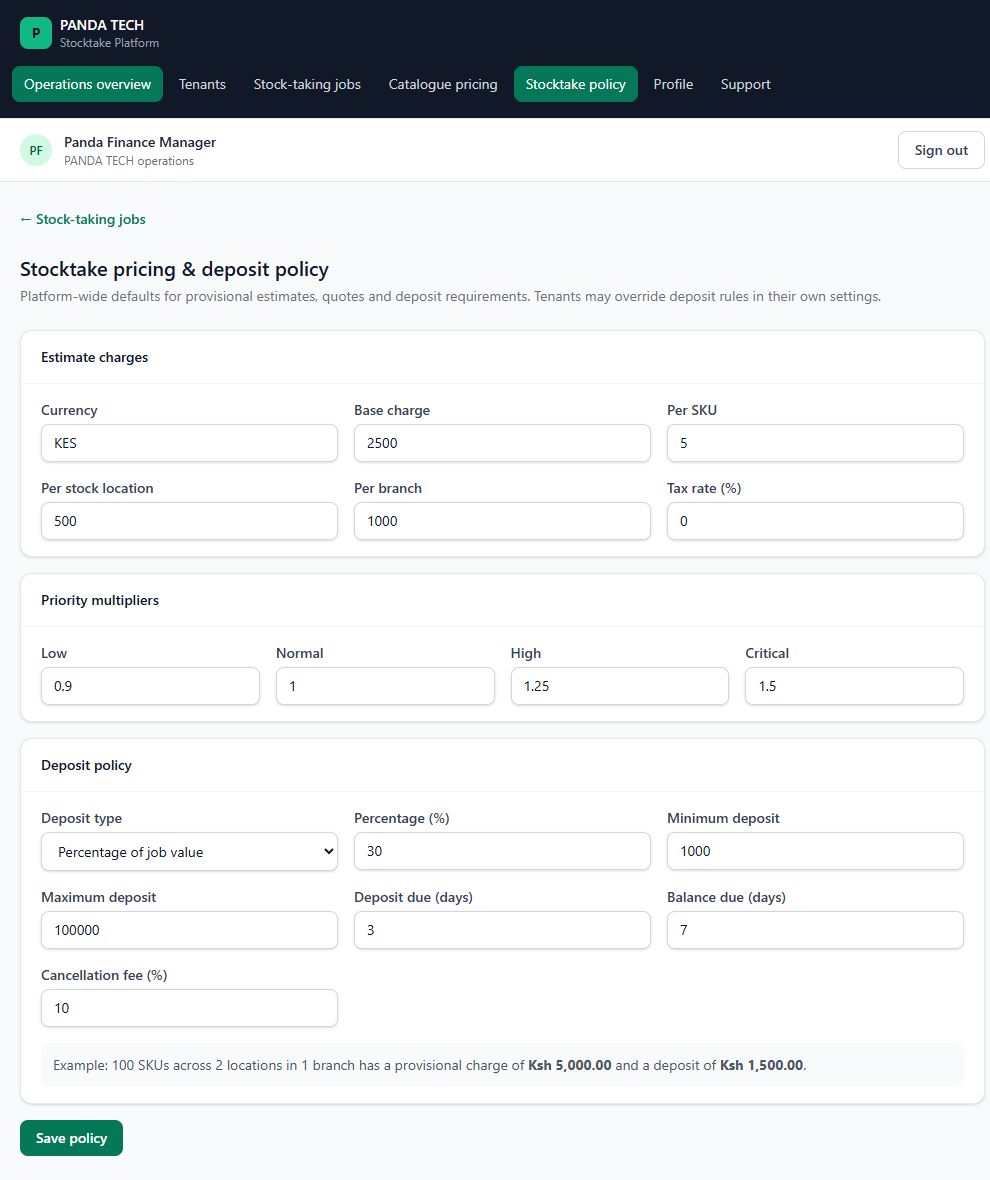 P
PANDA TECH
Stocktake Platform
Operations overview
Tenants
Stock-taking jobs
Catalogue pricing
Stocktake policy
Profile
Support
PF
Panda Finance Manager
PANDA TECH operations
Sign out
← Stock-taking jobs
Stocktake pricing & deposit policy
Platform-wide defaults for provisional estimates, quotes and deposit requirements. Tenants may override deposit rules in their own settings.
Estimate charges
Currency
Base charge
Per SKU
KES
2500
5
Per stock location
Per branch
Tax rate (%)
500
1000
0
Priority multipliers
Low
Normal
High
Critical
0.9
1
1.25
1.5
Deposit policy
Deposit type
Percentage (%)
Minimum deposit
Percentage of job value
30
1000
Maximum deposit
Deposit due (days)
Balance due (days)
100000
3
7
Cancellation fee (%)
10
Example: 100 SKUs across 2 locations in 1 branch has a provisional charge of Ksh 5,000.00 and a deposit of Ksh 1,500.00.
Save policy